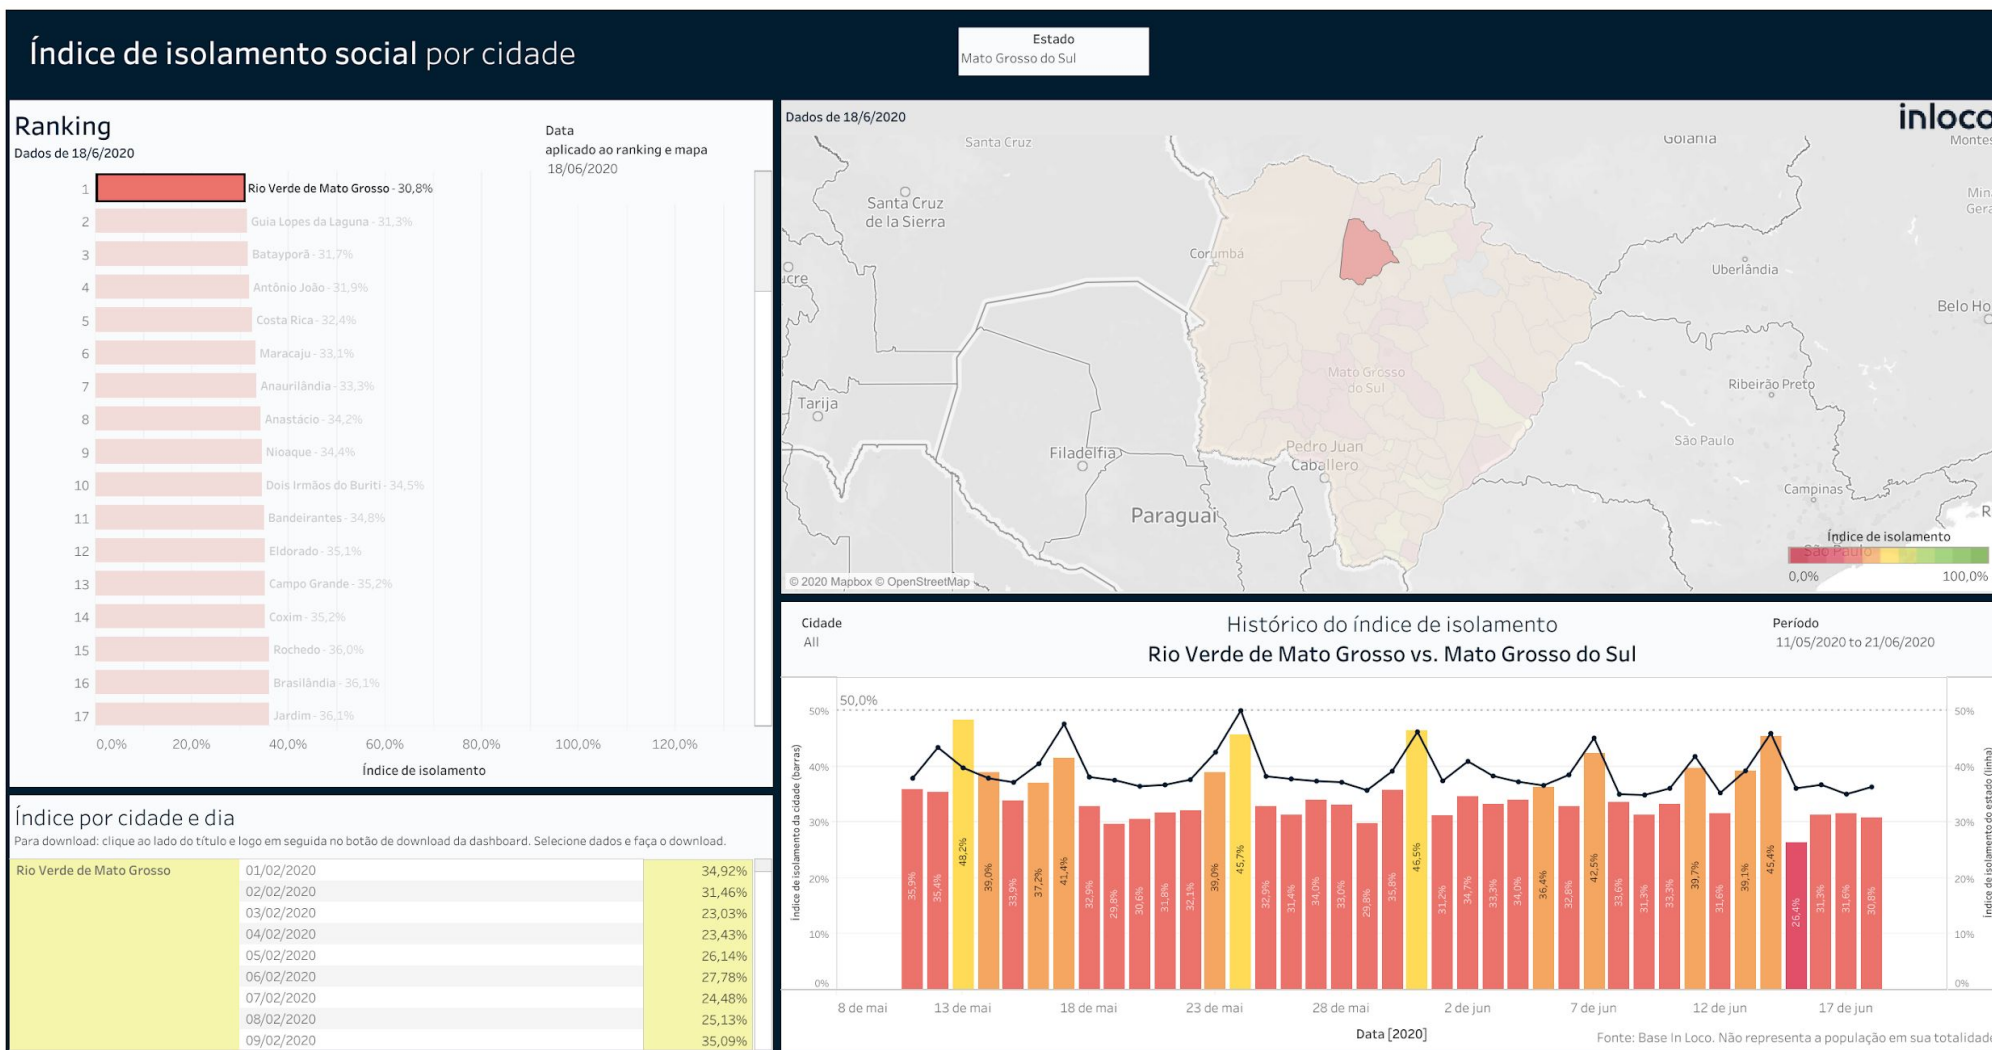 Índice de isolamento social por cidade
Estado
Mato Grosso do Sul
Ranking
Dados de 18/6/2020
Data
aplicado ao ranking e mapa
18/06/2020
1 Rio Verde de Mato Grosso - 30,8%
2 Guia Lopes da Laguna - 31,3%
3 Batayporã - 31,7%
4 Antônio João - 31,9%
5 Costa Rica - 32,4%
6 Maracaju - 33,1%
7 Anaurilândia - 33,3%
8 Anastácio - 34,2%
9 Nioaque - 34,4%
10 Dois Irmãos do Buriti - 34,5%
11 Bandeirantes - 34,8%
12 Eldorado - 35,1%
13 Campo Grande - 35,2%
14 Coxim - 35,2%
15 Rochedo - 36,0%
16 Brasilândia - 36,1%
17 Jardim - 36,1%
0,0% 20,0% 40,0% 60,0% 80,0% 100,0% 120,0%
Índice de isolamento
Índice por cidade e dia
Para download: clique ao lado do título e logo em seguida no botão de download da dashboard. Selecione dados e faça o download.
Rio Verde de Mato Grosso 01/02/2020 34,92%
02/02/2020 31,46%
03/02/2020 23,03%
04/02/2020 23,43%
05/02/2020 26,14%
06/02/2020 27,78%
07/02/2020 24,48%
08/02/2020 25,13%
09/02/2020 35,09%
Dados de 18/6/2020
inloco
Santa Cruz
Goiânia
Montes
Santa Cruz
de la Sierra
Min
Gera
Corumbá
ucre
Uberlândia
Belo Ho
Mato Grosso
do Sul
Ribeirão Preto
Tarija
São Paulo
Pedro Juan
Caballero
Filadélfia
Campinas
Paraguai
R
Índice de isolamento
São Paulo
0,0% 100,0%
© 2020 Mapbox © OpenStreetMap
Cidade
All
Histórico do índice de isolamento
Rio Verde de Mato Grosso vs. Mato Grosso do Sul
Período
11/05/2020 to 21/06/2020
50,0%
Índice de isolamento da cidade (barras)
50%
40%
30%
20%
10%
0%
35,9% 35,4% 48,2% 39,0% 33,9% 37,2% 41,4% 32,9% 29,8% 30,6% 31,8% 32,1% 39,0% 45,7% 32,9% 31,4% 34,0% 33,0% 29,8% 35,8% 46,5% 31,2% 34,7% 33,3% 34,0% 36,4% 32,8% 42,5% 33,6% 31,3% 33,3% 39,7% 31,6% 39,1% 45,4% 26,4% 31,3% 31,6% 30,8%
50%
40%
30%
20%
10%
0%
Índice de isolamento do estado (linha)
8 de mai 13 de mai 18 de mai 23 de mai 28 de mai 2 de jun 7 de jun 12 de jun 17 de jun
Data [2020]
Fonte: Base In Loco. Não representa a população em sua totalidade